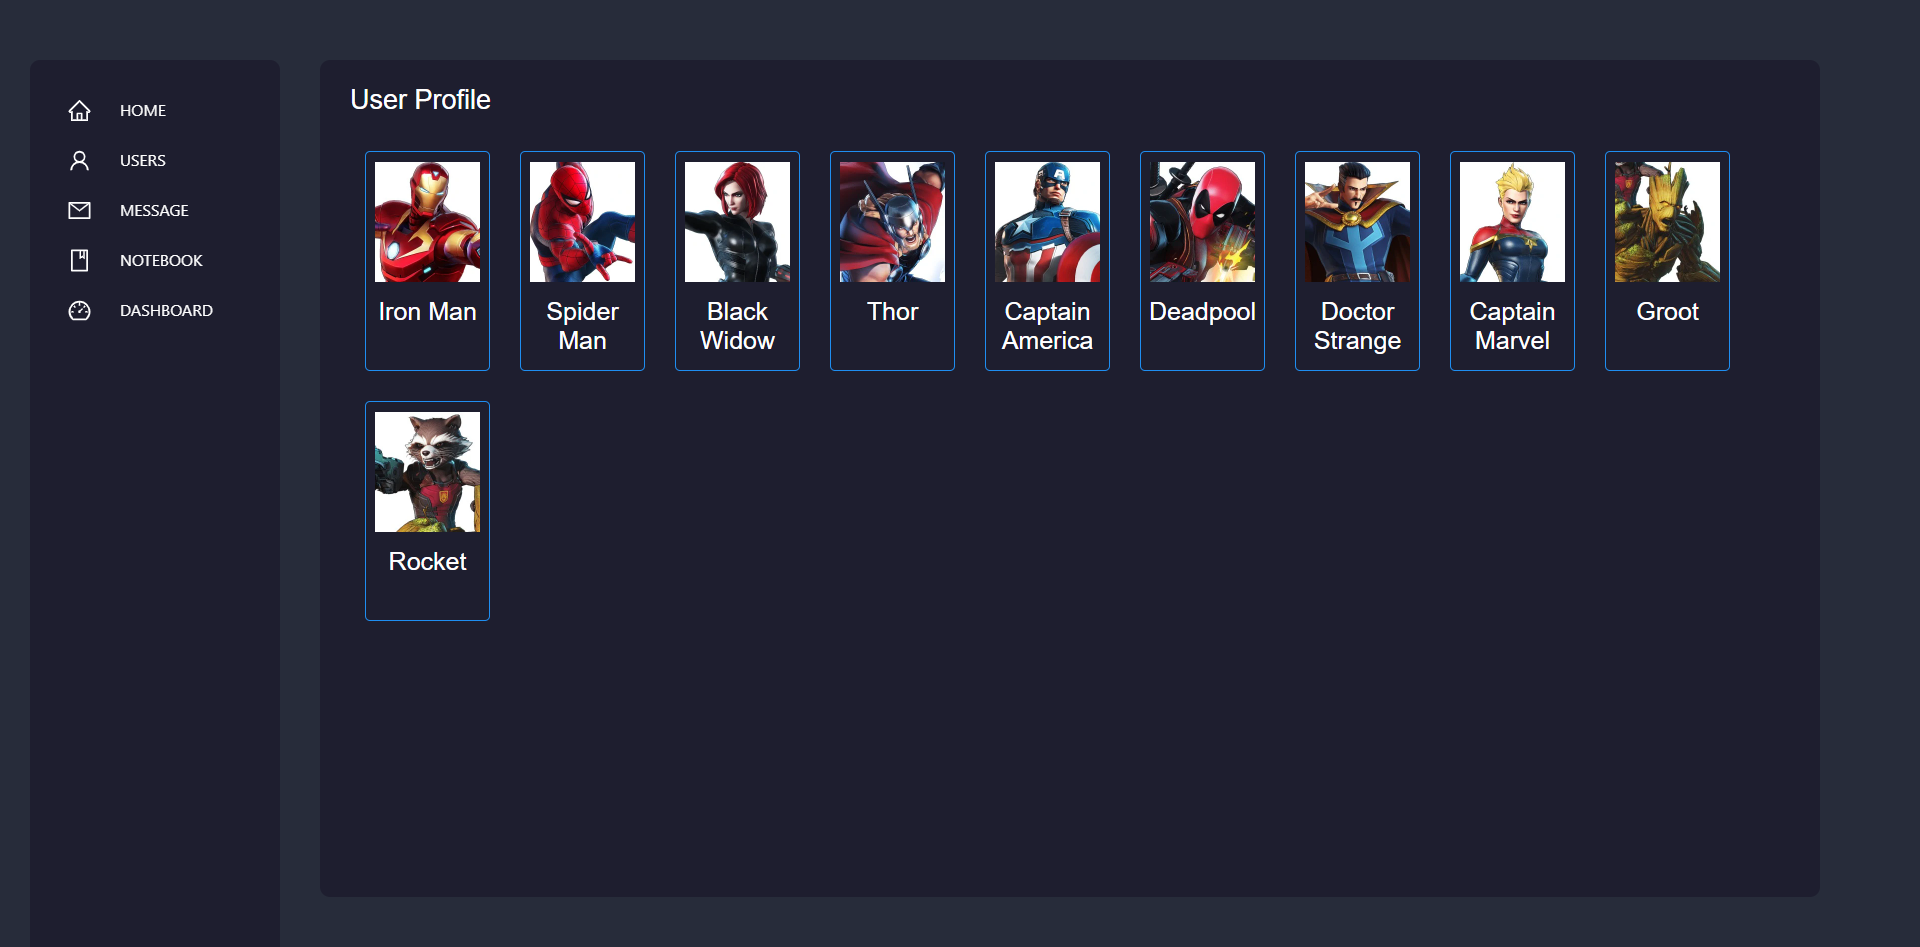 HOME
USERS
MESSAGE
NOTEBOOK
DASHBOARD
User Profile
Iron Man
Spider
Man
Black
Widow
Thor
Captain
America
Deadpool
Doctor
Strange
Captain
Marvel
Groot
Rocket